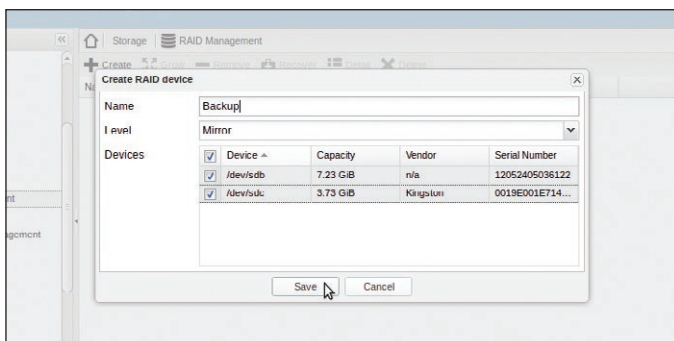 Storage RAID Management
Create Grow Remove Recover Detail Delete
Create RAID device
Name Backup
Level Mirror
Devices
Device Capacity Vendor Serial Number
/dev/sdb 7.23 GiB n/a 12052405036122
/dev/sdc 3.73 GiB Kingston 0019E001E714...
nt
agement
Save Cancel